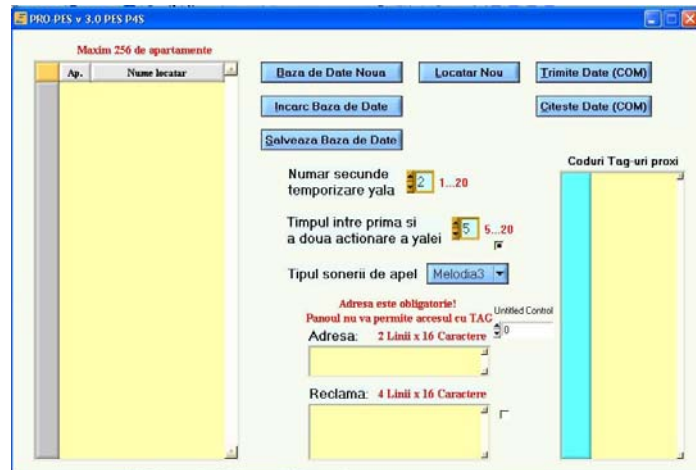 PRO-PES v 3.0 PES P4S
Maxim 256 de apartamente
Ap. Nume locatar
Baza de Date Noua
Locatar Nou
Trimite Date (COM)
Incarc Baza de Date
Citeste Date (COM)
Salveaza Baza de Date
Coduri Tag-uri proxi
Numar secunde
temporizare yala
2
1...20
Timpul intre prima si
a doua actionare a yalei
5
5...20
Tipul sonerii de apel
Melodia3
Adresa este obligatorie!
Panoul nu va permite accesul cu TAG
Untitled Control
0
Adresa: 2 Linii x 16 Caractere
Reclama: 4 Linii x 16 Caractere